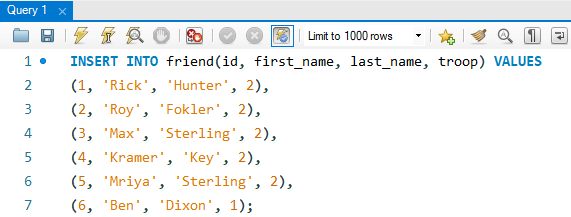 Query 1
Limit to 1000 rows
1 INSERT INTO friend(id, first_name, last_name, troop) VALUES
2 (1, 'Rick', 'Hunter', 2),
3 (2, 'Roy', 'Fokler', 2),
4 (3, 'Max', 'Sterling', 2),
5 (4, 'Kramer', 'Key', 2),
6 (5, 'Mriya', 'Sterling', 2),
7 (6, 'Ben', 'Dixon', 1);